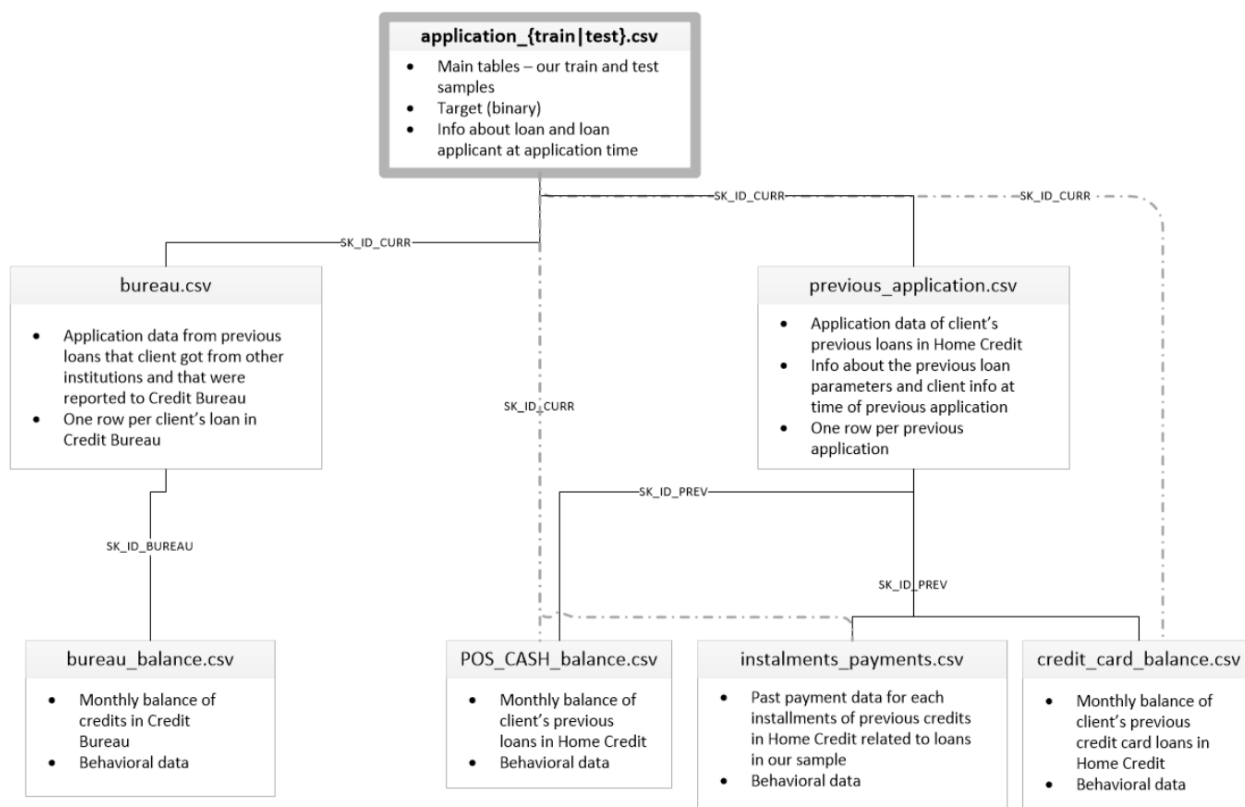 application_{train|test}.csv
• Main tables – our train and test
samples
• Target (binary)
• Info about loan and loan
applicant at application time
SK_ID_CURR
SK_ID_CURR
SK_ID_CURR
bureau.csv
• Application data from previous
loans that client got from other
institutions and that were
reported to Credit Bureau
• One row per client's loan in
Credit Bureau
previous_application.csv
• Application data of client's
previous loans in Home Credit
• Info about the previous loan
parameters and client info at
time of previous application
• One row per previous
application
SK_ID_CURR
SK_ID_PREV
SK_ID_BUREAU
SK_ID_PREV
bureau_balance.csv
• Monthly balance of
credits in Credit
Bureau
• Behavioral data
POS_CASH_balance.csv
• Monthly balance of
client's previous
loans in Home Credit
• Behavioral data
instalments_payments.csv
• Past payment data for each
installments of previous credits
in Home Credit related to loans
in our sample
• Behavioral data
credit_card_balance.csv
• Monthly balance of
client's previous
credit card loans in
Home Credit
• Behavioral data